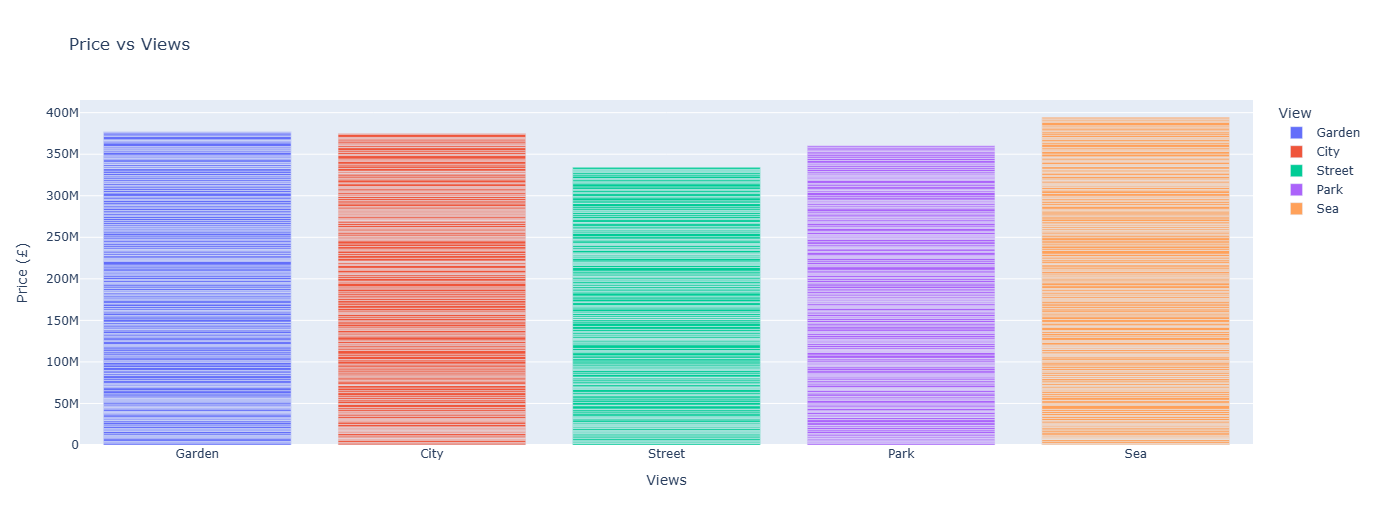 Price vs Views
400M
350M
300M
250M
200M
150M
100M
50M
0
Price (£)
Garden
City
Street
Park
Sea
Views
View
Garden
City
Street
Park
Sea